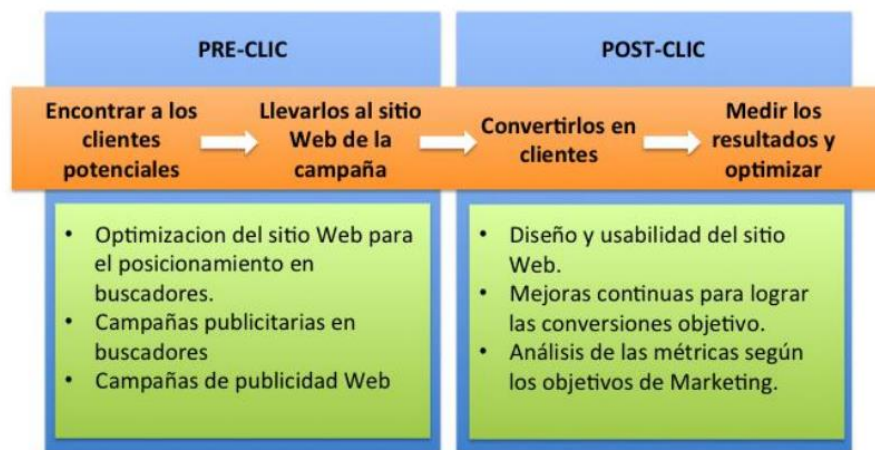 PRE-CLIC
POST-CLIC
Encontrar a los
clientes
potenciales
Llevarlos al sitio
Web de la
campaña
Convertirlos en
clientes
Medir los
resultados y
optimizar
• Optimizacion del sitio Web para
el posicionamiento en
buscadores.
• Campañas publicitarias en
buscadores
• Campañas de publicidad Web
• Diseño y usabilidad del sitio
Web.
• Mejoras continuas para lograr
las conversiones objetivo.
• Análisis de las métricas según
los objetivos de Marketing.